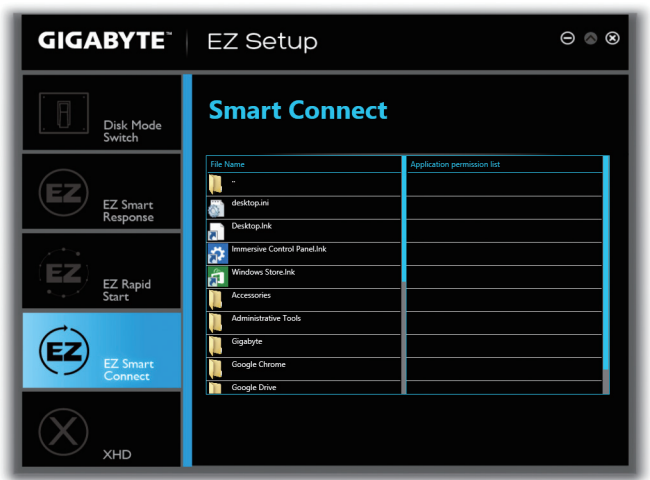 GIGABYTE™
EZ Setup
Disk Mode
Switch
EZ
EZ Smart
Response
EZ
EZ Rapid
Start
EZ
EZ Smart
Connect
X
XHD
Smart Connect
File Name
Application permission list
..
desktop.ini
Desktop.lnk
Immersive Control Panel.lnk
Windows Store.lnk
Accessories
Administrative Tools
Gigabyte
Google Chrome
Google Drive